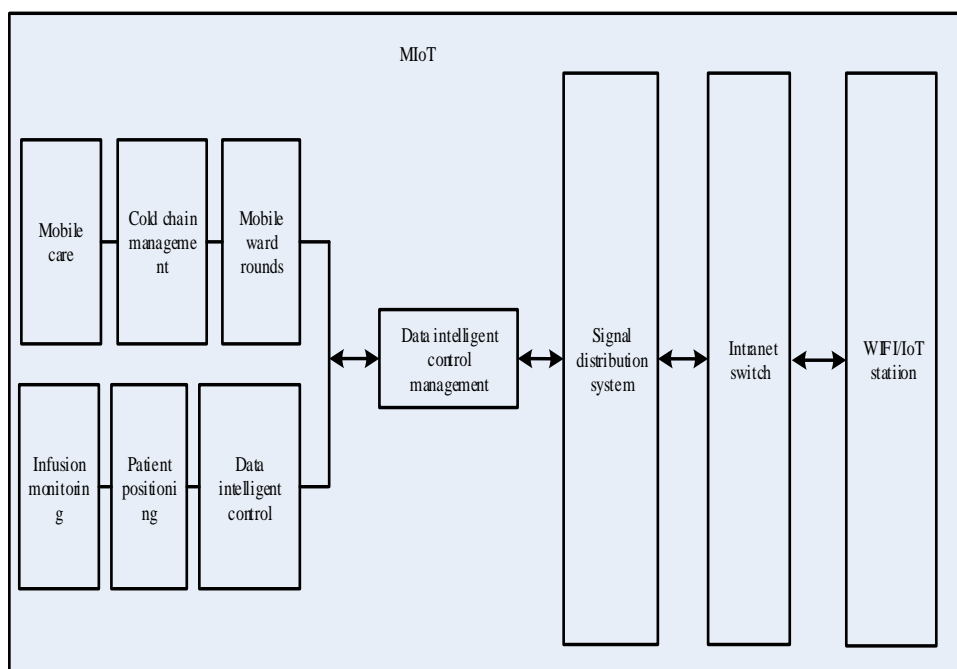 MIoT
Mobile
care
Cold chain
manageme
nt
Mobile
ward
rounds
Data intelligent
control
management
Signal
distribution
system
Intranet
switch
WIFI/IoT
statiion
Infusion
monitorin
g
Patient
positioni
ng
Data
intelligent
control